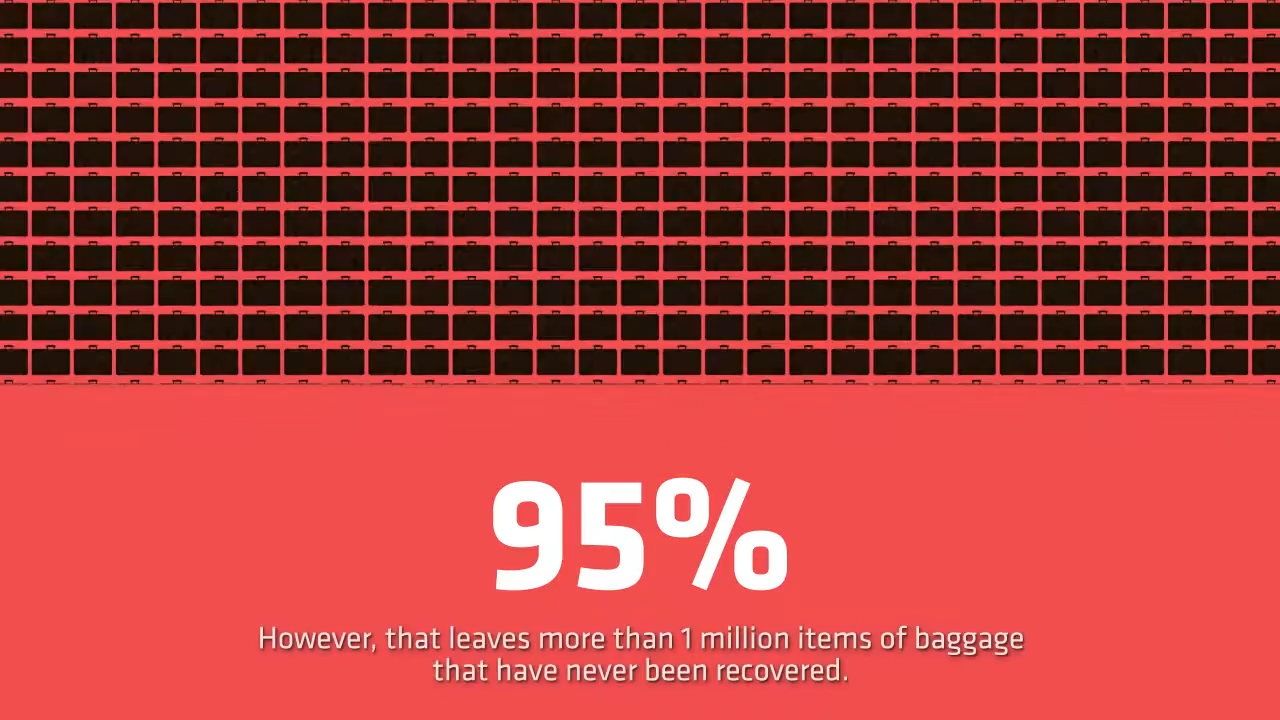 95%
However, that leaves more than 1 million items of baggage
that have never been recovered.